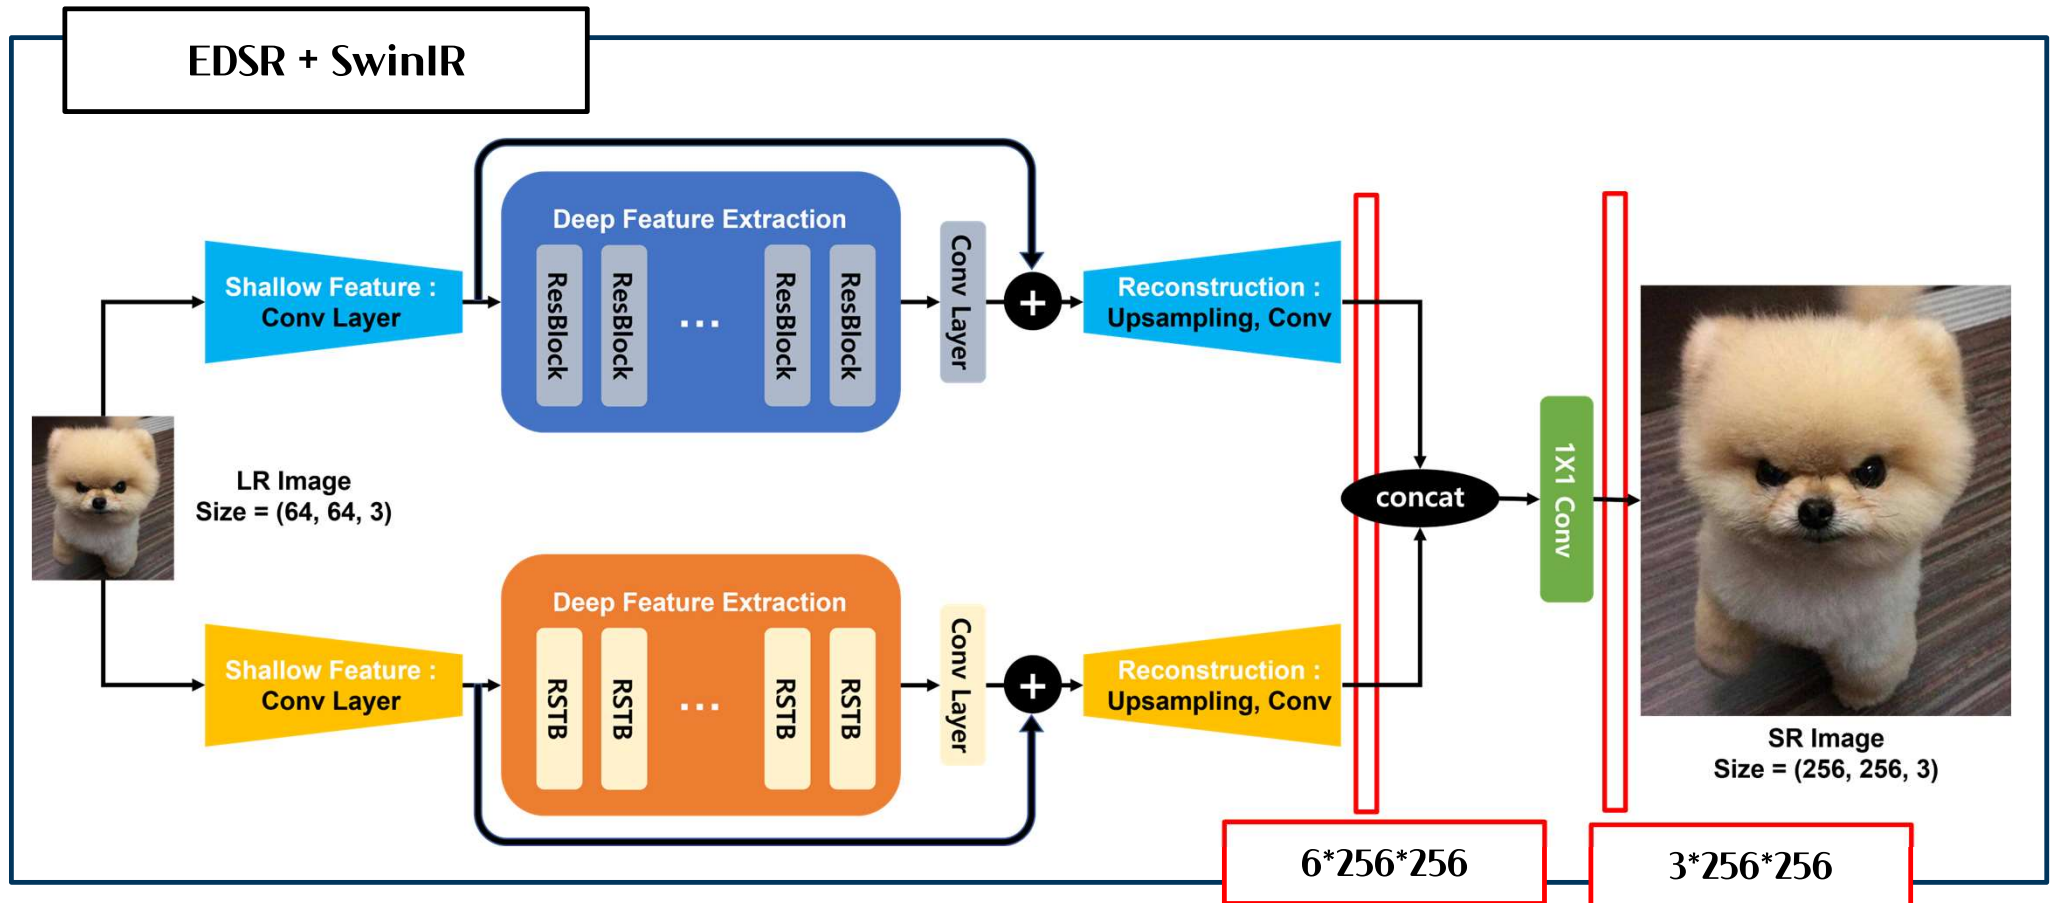 EDSR + SwinIR
Deep Feature Extraction
ResBlock
ResBlock
...
ResBlock
ResBlock
Conv Layer
+
Shallow Feature :
Conv Layer
Reconstruction :
Upsampling, Conv
LR Image
Size = (64, 64, 3)
concat
1X1 Conv
Deep Feature Extraction
RSTB
RSTB
...
RSTB
RSTB
Conv Layer
+
Shallow Feature :
Conv Layer
Reconstruction :
Upsampling, Conv
SR Image
Size = (256, 256, 3)
6*256*256
3*256*256